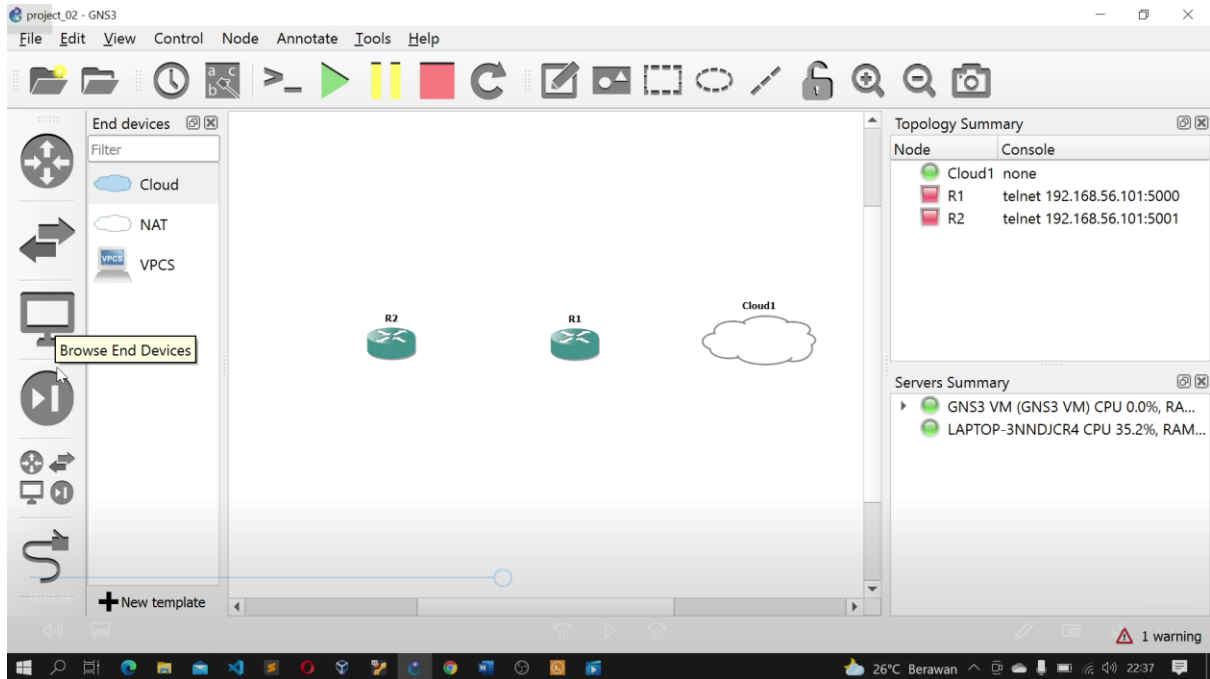 project_02 - GNS3
File Edit View Control Node Annotate Tools Help
End devices
Filter
Cloud
NAT
VPCS
VPCS
Browse End Devices
New template
R2
R1
Cloud1
Topology Summary
Node Console
Cloud1 none
R1 telnet 192.168.56.101:5000
R2 telnet 192.168.56.101:5001
Servers Summary
GNS3 VM (GNS3 VM) CPU 0.0%, RA...
LAPTOP-3NNDJCR4 CPU 35.2%, RAM...
10
30
1 warning
26°C Berawan 22:37